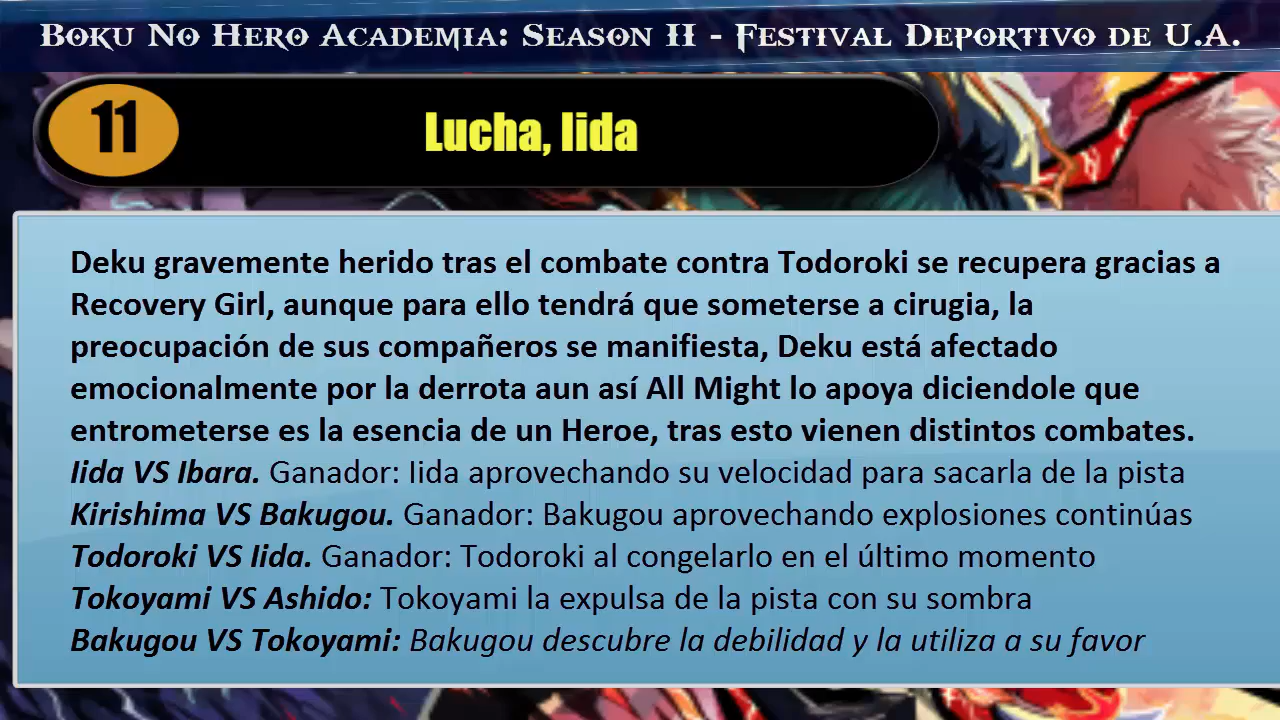 Boku No Hero Academia: Season II - Festival Deportivo de U.A.
11
Lucha, Iida
Deku gravemente herido tras el combate contra Todoroki se recupera gracias a
Recovery Girl, aunque para ello tendrá que someterse a cirugia, la
preocupación de sus compañeros se manifiesta, Deku está afectado
emocionalmente por la derrota aun así All Might lo apoya diciendole que
entrometerse es la esencia de un Heroe, tras esto vienen distintos combates.
Iida VS Ibara. Ganador: Iida aprovechando su velocidad para sacarla de la pista
Kirishima VS Bakugou. Ganador: Bakugou aprovechando explosiones continúas
Todoroki VS Iida. Ganador: Todoroki al congelarlo en el último momento
Tokoyami VS Ashido: Tokoyami la expulsa de la pista con su sombra
Bakugou VS Tokoyami: Bakugou descubre la debilidad y la utiliza a su favor